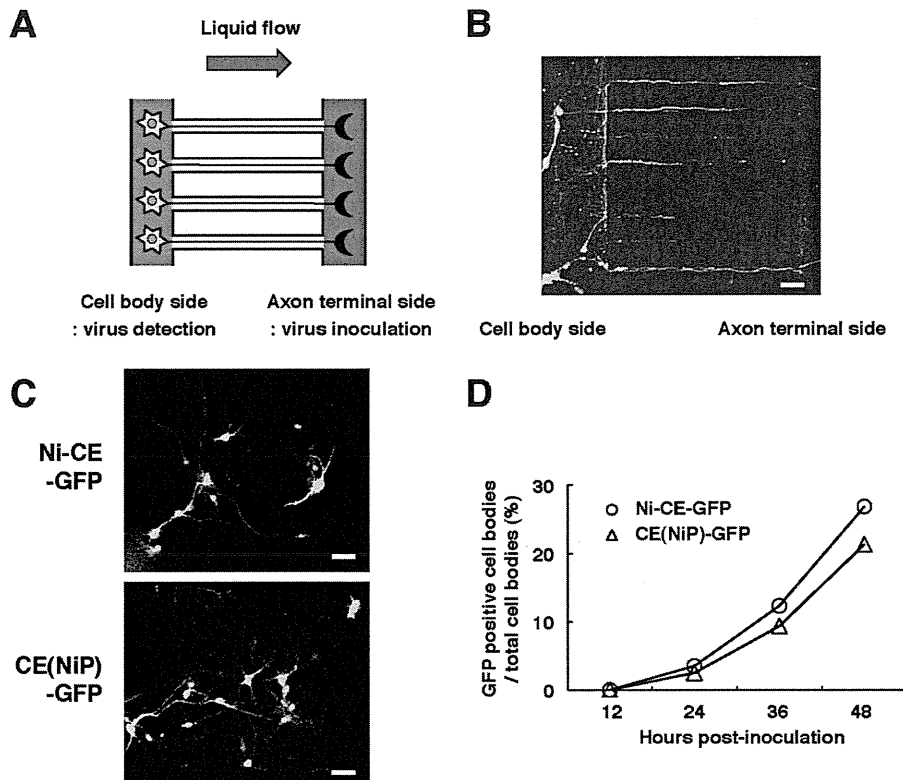 A
Liquid flow
Cell body side
: virus detection
Axon terminal side
: virus inoculation
B
Cell body side
Axon terminal side
C
Ni-CE
-GFP
CE(NiP)
-GFP
D
GFP positive cell bodies
/ total cell bodies (%)
30
20
10
0
Ni-CE-GFP
CE(NiP)-GFP
12
24
36
48
Hours post-inoculation